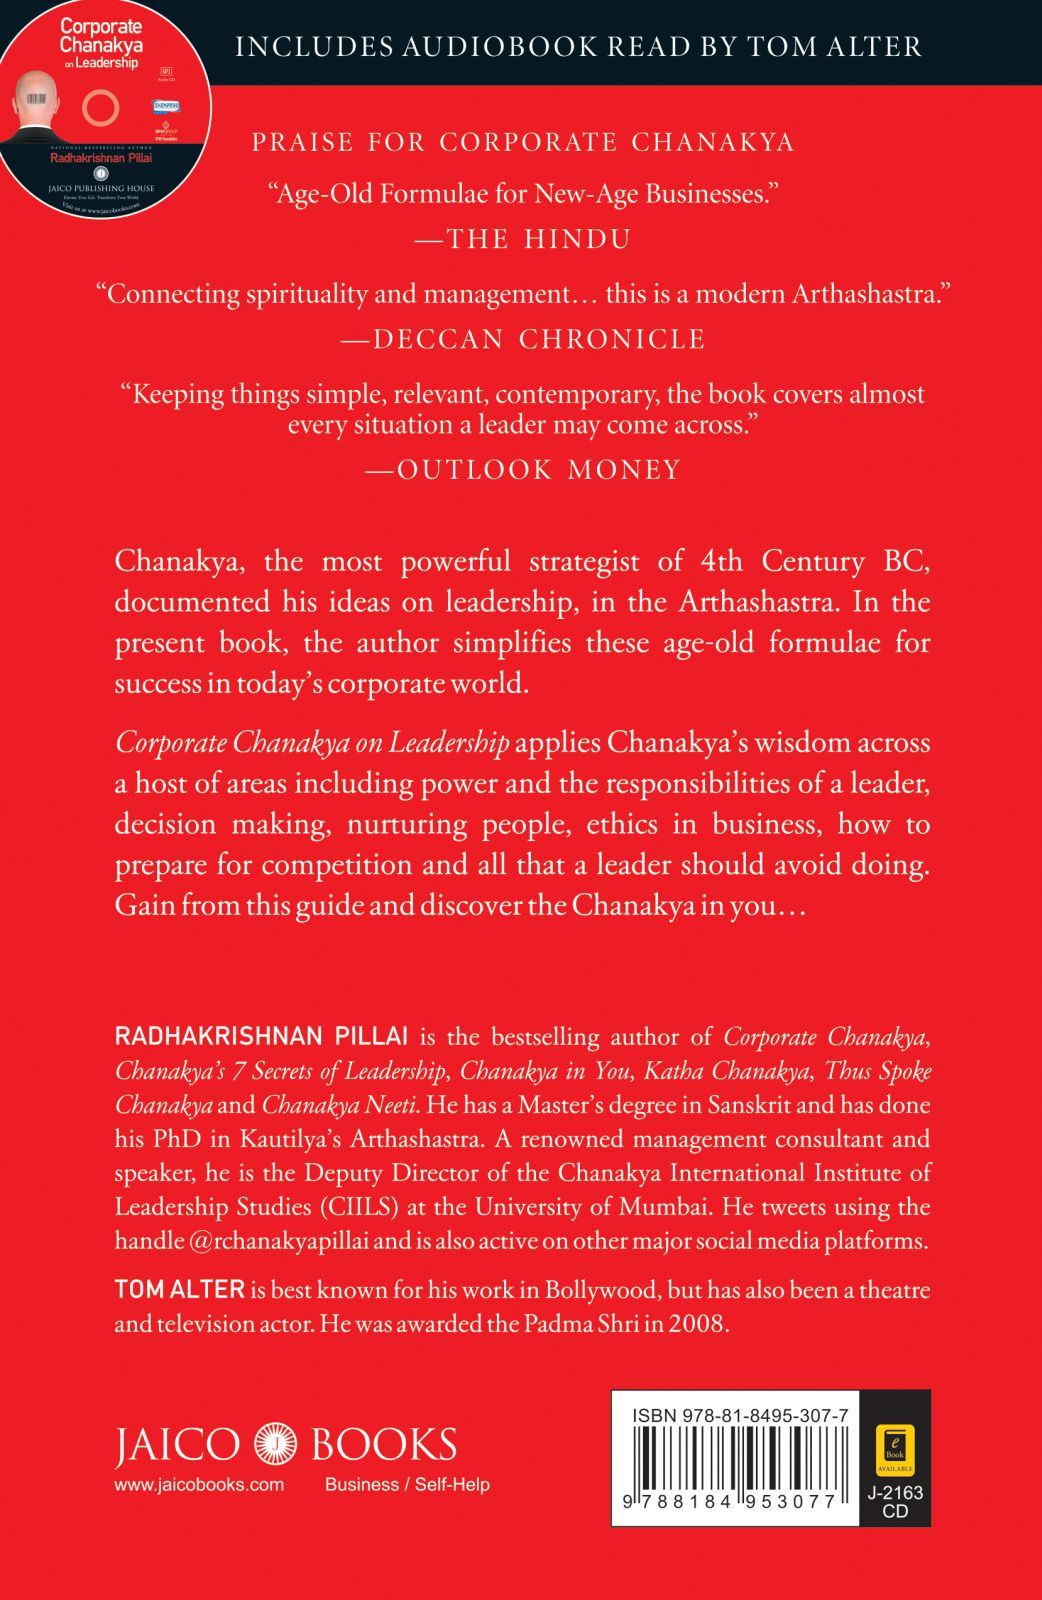 Corporate
Chanakya
on Leadership
MP3
Audio CD
SPMGROUP
SPM Foundation
NATIONAL BESTSELLING AUTHOR
Radhakrishnan Pillai
JAICO PUBLISHING HOUSE
Elevate Your Life. Transform Your World.
Visit us at www.jaicobooks.com
INCLUDES AUDIOBOOK READ BY TOM ALTER
PRAISE FOR CORPORATE CHANAKYA
“Age-Old Formulae for New-Age Businesses.”
—THE HINDU
“Connecting spirituality and management… this is a modern Arthashastra.”
—DECCAN CHRONICLE
“Keeping things simple, relevant, contemporary, the book covers almost
every situation a leader may come across.”
—OUTLOOK MONEY
Chanakya, the most powerful strategist of 4th Century BC,
documented his ideas on leadership, in the Arthashastra. In the
present book, the author simplifies these age-old formulae for
success in today’s corporate world.
Corporate Chanakya on Leadership applies Chanakya’s wisdom across
a host of areas including power and the responsibilities of a leader,
decision making, nurturing people, ethics in business, how to
prepare for competition and all that a leader should avoid doing.
Gain from this guide and discover the Chanakya in you…
RADHAKRISHNAN PILLAI is the bestselling author of Corporate Chanakya,
Chanakya’s 7 Secrets of Leadership, Chanakya in You, Katha Chanakya, Thus Spoke
Chanakya and Chanakya Neeti. He has a Master’s degree in Sanskrit and has done
his PhD in Kautilya’s Arthashastra. A renowned management consultant and
speaker, he is the Deputy Director of the Chanakya International Institute of
Leadership Studies (CIILS) at the University of Mumbai. He tweets using the
handle @rchanakyapillai and is also active on other major social media platforms.
TOM ALTER is best known for his work in Bollywood, but has also been a theatre
and television actor. He was awarded the Padma Shri in 2008.
JAICO J BOOKS
www.jaicobooks.com Business / Self-Help
ISBN 978-81-8495-307-7
9 788184 953077
e
Book
AVAILABLE
J-2163
CD